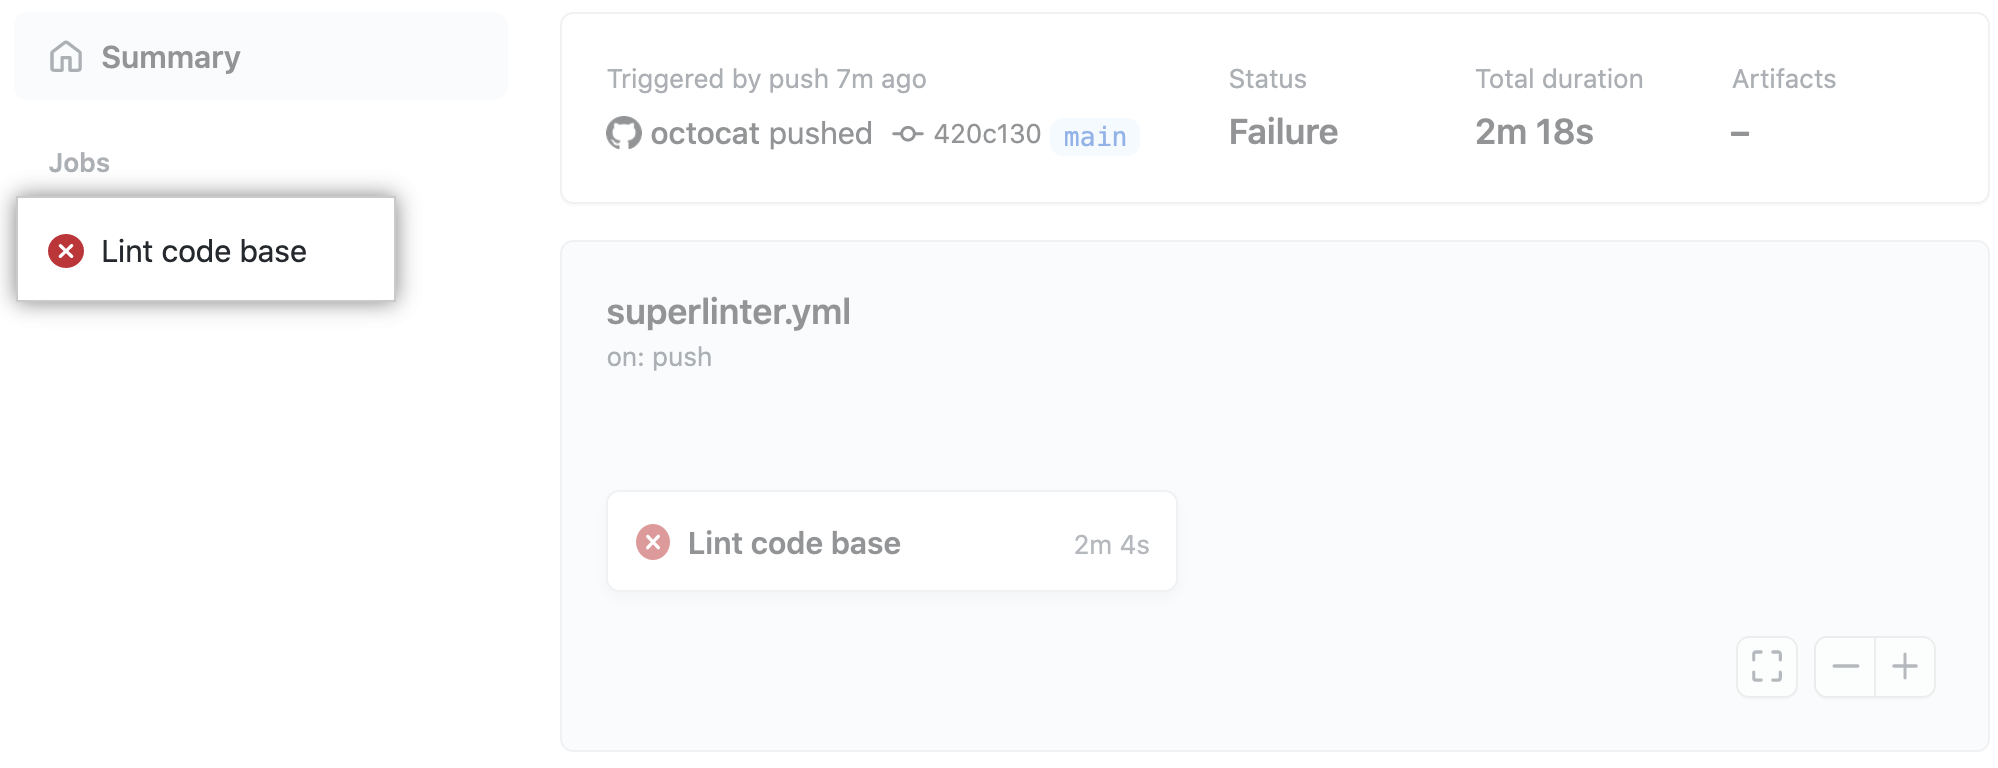 Summary
Jobs
Lint code base
Triggered by push 7m ago
octocat pushed 420c130 main
Status
Failure
Total duration
2m 18s
Artifacts
–
superlinter.yml
on: push
Lint code base 2m 4s